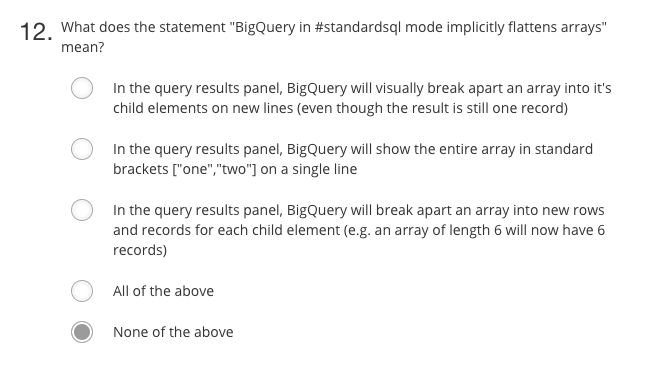 12. What does the statement "BigQuery in #standardsql mode implicitly flattens arrays"
mean?
In the query results panel, BigQuery will visually break apart an array into it's
child elements on new lines (even though the result is still one record)
In the query results panel, BigQuery will show the entire array in standard
brackets ["one","two"] on a single line
In the query results panel, BigQuery will break apart an array into new rows
and records for each child element (e.g. an array of length 6 will now have 6
records)
All of the above
None of the above